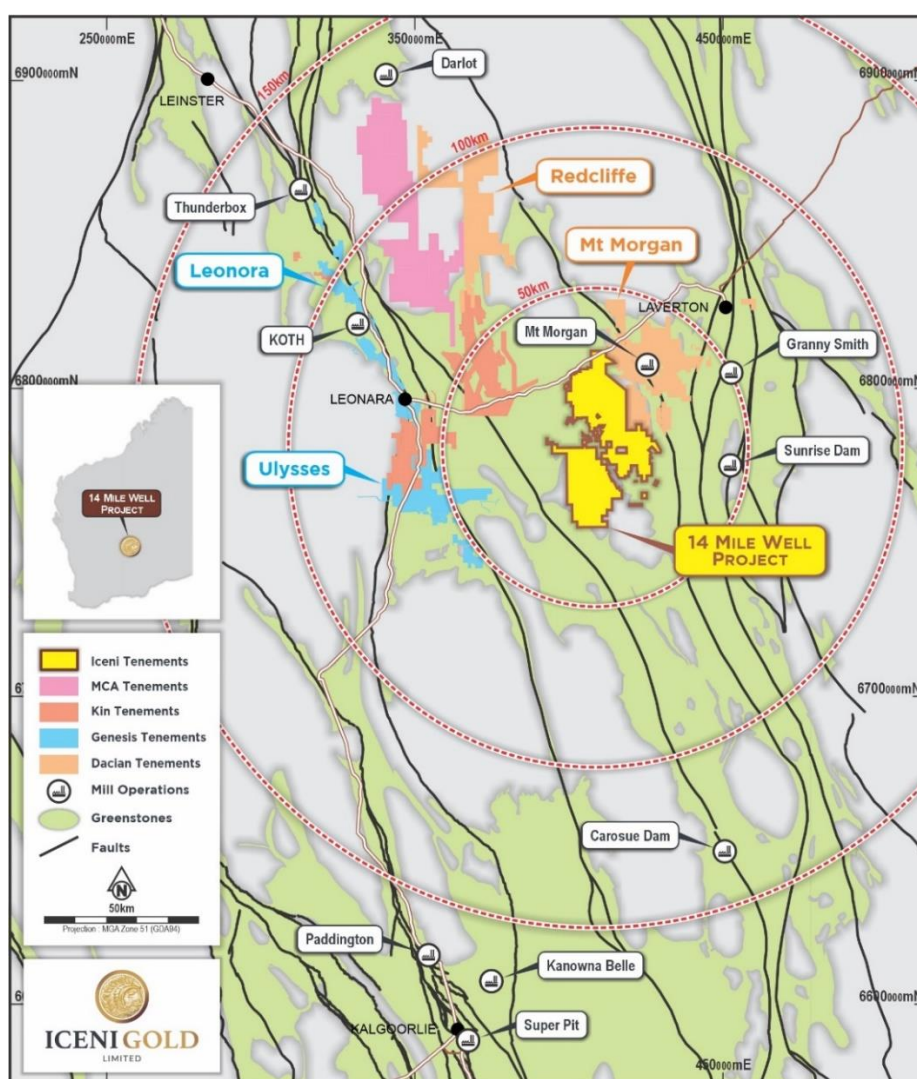 250000mE
350000mE
450000mE
6900000mN
6900000mN
Darlot
LEINSTER
150km
100km
Thunderbox
Redcliffe
Mt Morgan
Leonora
50km
LAVERTON
KOTH
Mt Morgan
Granny Smith
6800000mN
LEONARA
Sunrise Dam
Ulysses
14 MILE WELL
PROJECT
14 MILE WELL
PROJECT
Iceni Tenements
MCA Tenements
Kin Tenements
Genesis Tenements
Dacian Tenements
Mill Operations
Greenstones
Faults
N
50km
Projection : MGA Zone 51 (GDA94)
6700000mN
Carosue Dam
Paddington
Kanowna Belle
6600000mN
KALGOORLIE
Super Pit
450000mE
ICENI GOLD
LIMITED